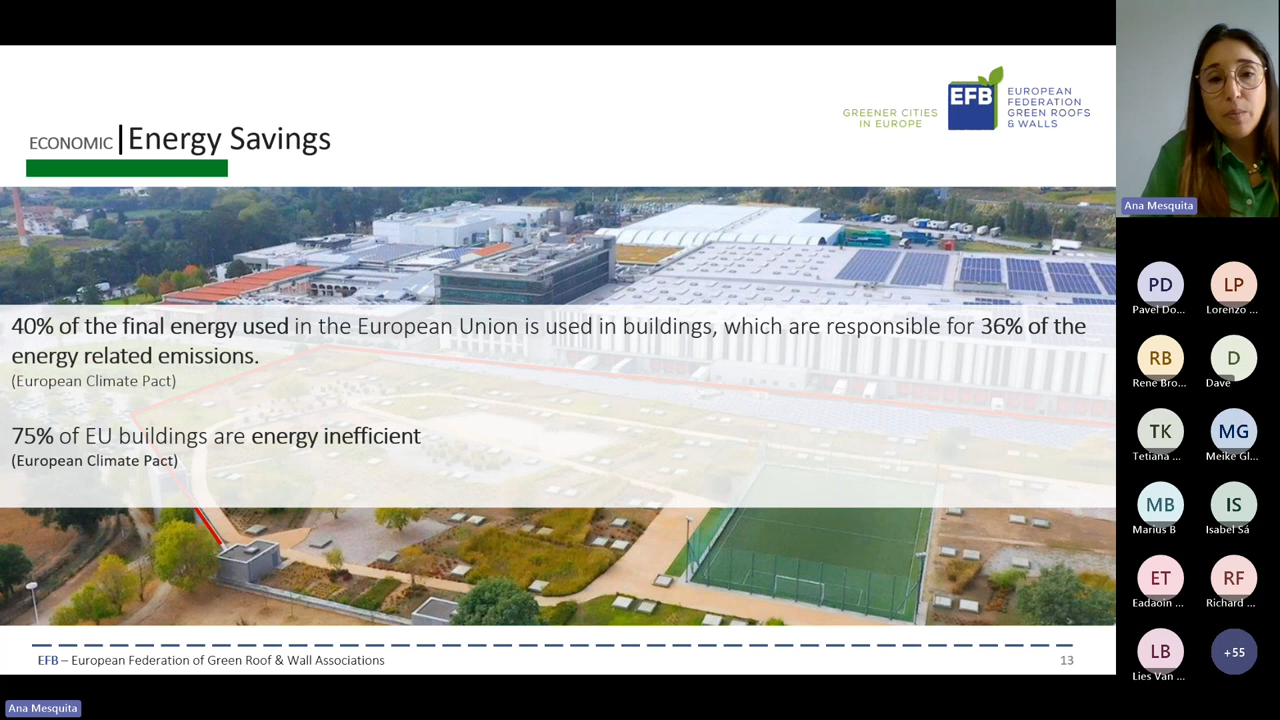 ECONOMIC | Energy Savings
GREENER CITIES
IN EUROPE
EFB
EUROPEAN
FEDERATION
GREEN ROOFS
& WALLS
40% of the final energy used in the European Union is used in buildings, which are responsible for 36% of the
energy related emissions.
(European Climate Pact)
75% of EU buildings are energy inefficient
(European Climate Pact)
EFB – European Federation of Green Roof & Wall Associations
13
Ana Mesquita
PD
LP
Pavel Do...
Lorenzo ...
RB
D
Rene Bro...
Dave
TK
MG
Tetiana ...
Meike Gl...
MB
IS
Marius B
Isabel Sá
ET
RF
Eadaoin ...
Richard ...
LB
+55
Lies Van ...
Ana Mesquita